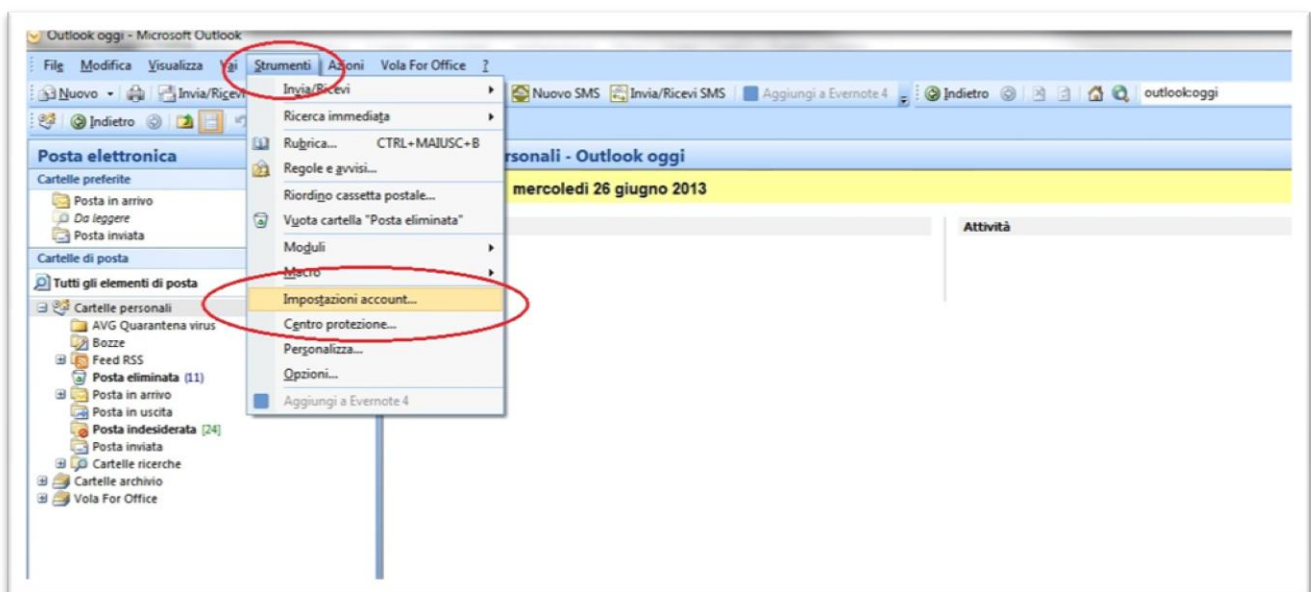 Outlook oggi - Microsoft Outlook
File Modifica Visualizza Vai Strumenti Azioni Vola For Office ?
Nuovo Invia/Ricevi Nuovo SMS Invia/Ricevi SMS Aggiungi a Evernote 4 Indietro outlook:oggi
Indietro
Invia/Ricevi
Ricerca immediata
Rubrica... CTRL+MAIUSC+B
Regole e avvisi...
Riordino cassetta postale...
Vuota cartella "Posta eliminata"
Moduli
Macro
Impostazioni account...
Centro protezione...
Personalizza...
Opzioni...
Aggiungi a Evernote 4
Posta elettronica
Cartelle preferite
Posta in arrivo
Da leggere
Posta inviata
Cartelle di posta
Tutti gli elementi di posta
Cartelle personali
AVG Quarantena virus
Bozze
Feed RSS
Posta eliminata (11)
Posta in arrivo
Posta in uscita
Posta indesiderata [24]
Posta inviata
Cartelle ricerche
Cartelle archivio
Vola For Office
rsonali - Outlook oggi
mercoledì 26 giugno 2013
Attività